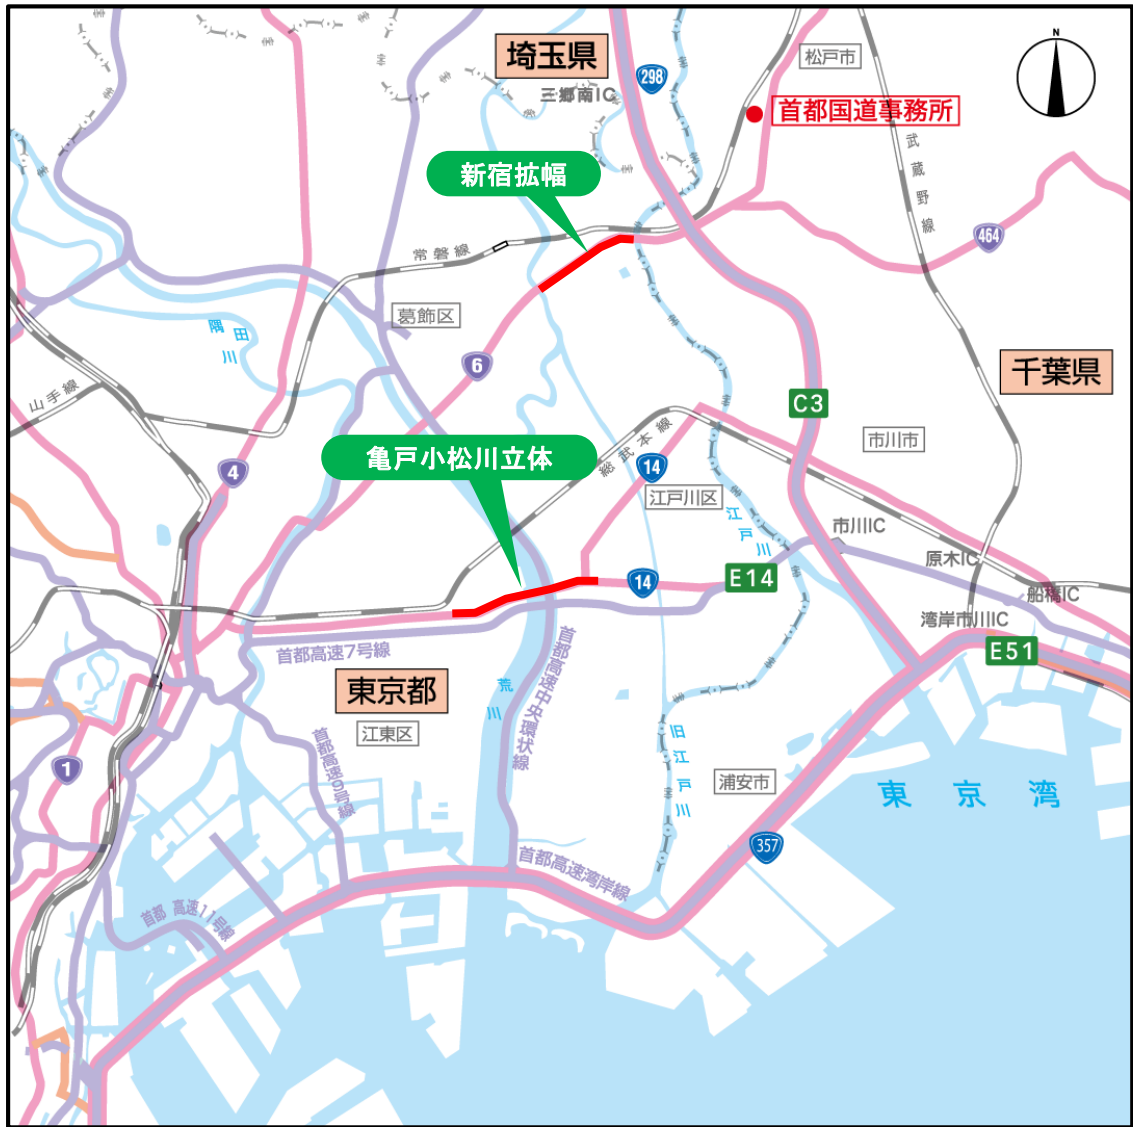 N
埼玉県
298
松戸市
三郷南IC
首都国道事務所
武蔵野線
新宿拡幅
464
常磐線
葛飾区
隅田川
6
千葉県
山手線
C3
総武本線
市川市
亀戸小松川立体
4
14
江戸川区
江戸川
市川IC
原木IC
14
E14
船橋IC
湾岸市川IC
首都高速7号線
首都高速中央環状線
E51
東京都
荒川
江東区
首都高速9号線
旧江戸川
1
浦安市
東京湾
357
首都高速湾岸線
首都高速11号線